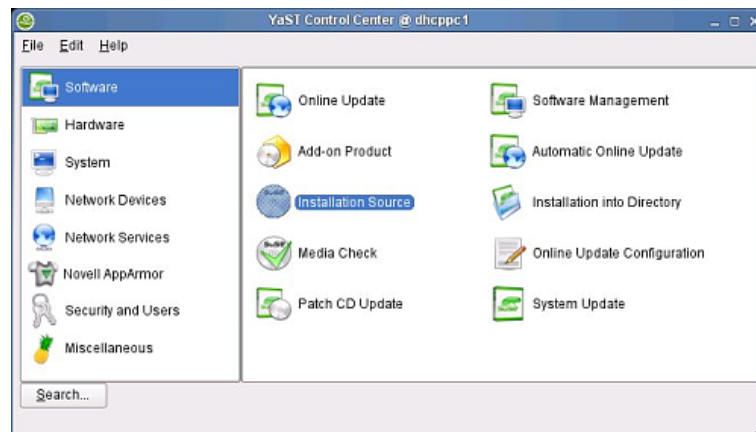 YaST Control Center @ dhcppc1
File Edit Help
Software
Hardware
System
Network Devices
Network Services
Novell AppArmor
Security and Users
Miscellaneous
Online Update
Software Management
Add-on Product
Automatic Online Update
Installation Source
Installation into Directory
Media Check
Online Update Configuration
Patch CD Update
System Update
Search...